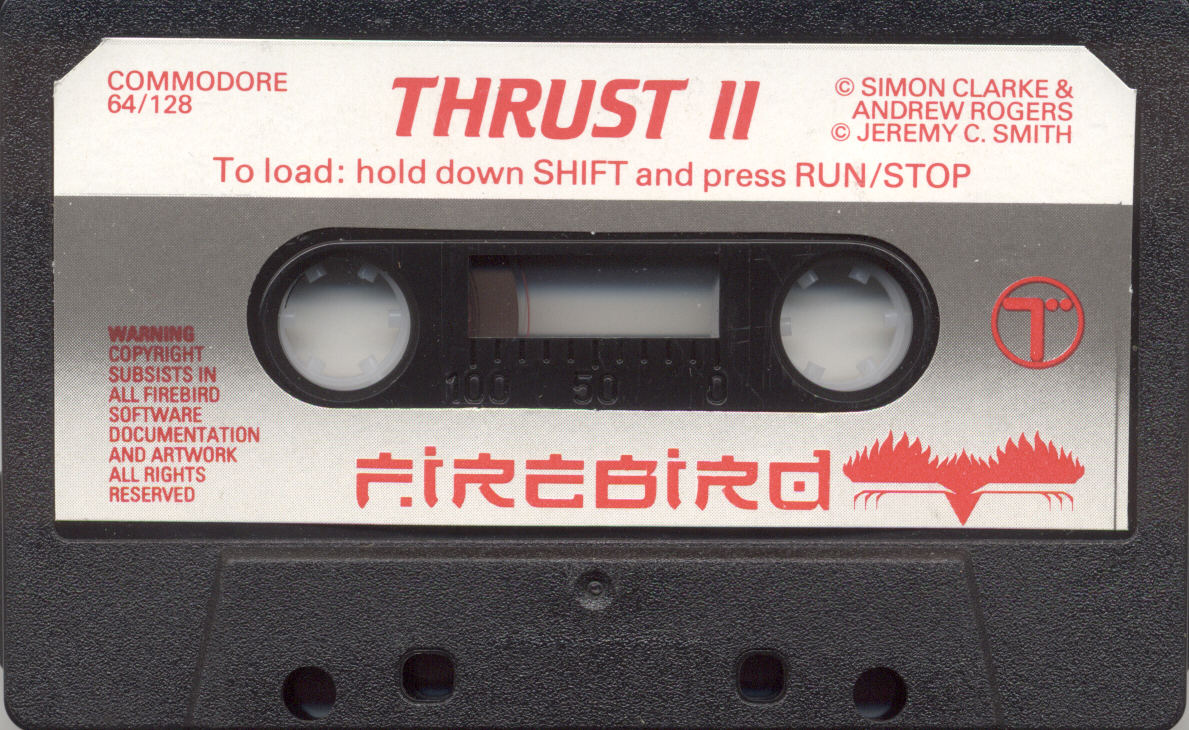 COMMODORE
64/128
THRUST II
© SIMON CLARKE &
ANDREW ROGERS
© JEREMY C. SMITH
To load: hold down SHIFT and press RUN/STOP
100 50 0
WARNING
COPYRIGHT
SUBSISTS IN
ALL FIREBIRD
SOFTWARE
DOCUMENTATION
AND ARTWORK
ALL RIGHTS
RESERVED
FIREBIRD